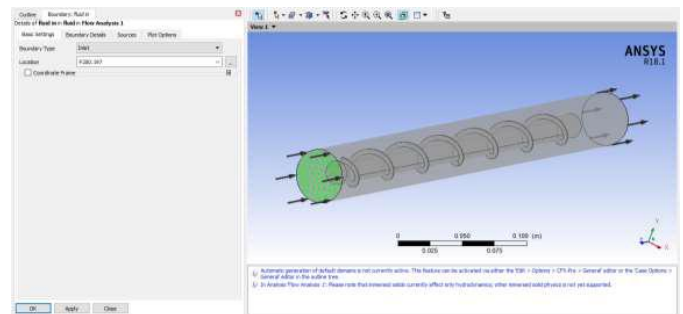 Outline Boundary: fluid in
Details of fluid in in fluid in Flow Analysis 1
Basic Settings Boundary Details Sources Plot Options
Boundary Type Inlet
Location
Coordinate Frame
OK Apply Close
View 1
ANSYS
R18.1
0 0.050 0.100 (m)
0.025 0.075
Y
X
Automatic generation of default domains is not currently active. This feature can be activated via either the 'Edit > Options > CFX-Pre > General' editor or the 'Case Options >
General' editor in the outline tree.
In Analysis 'Flow Analysis 1': Please note that immersed solids currently affect only hydrodynamics; other immersed solid physics is not yet supported.